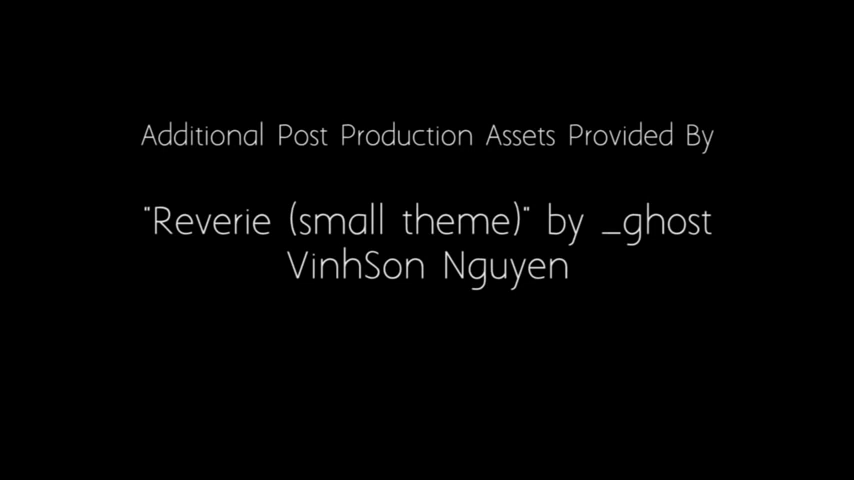 Additional Post Production Assets Provided By
"Reverie (small theme)" by _ghost
VinhSon Nguyen